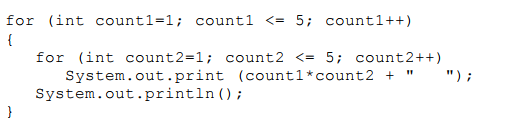 for (int count1=1; count1 <= 5; count1++)
{
   for (int count2=1; count2 <= 5; count2++)
      System.out.print (count1*count2 + "   ");
   System.out.println();
}